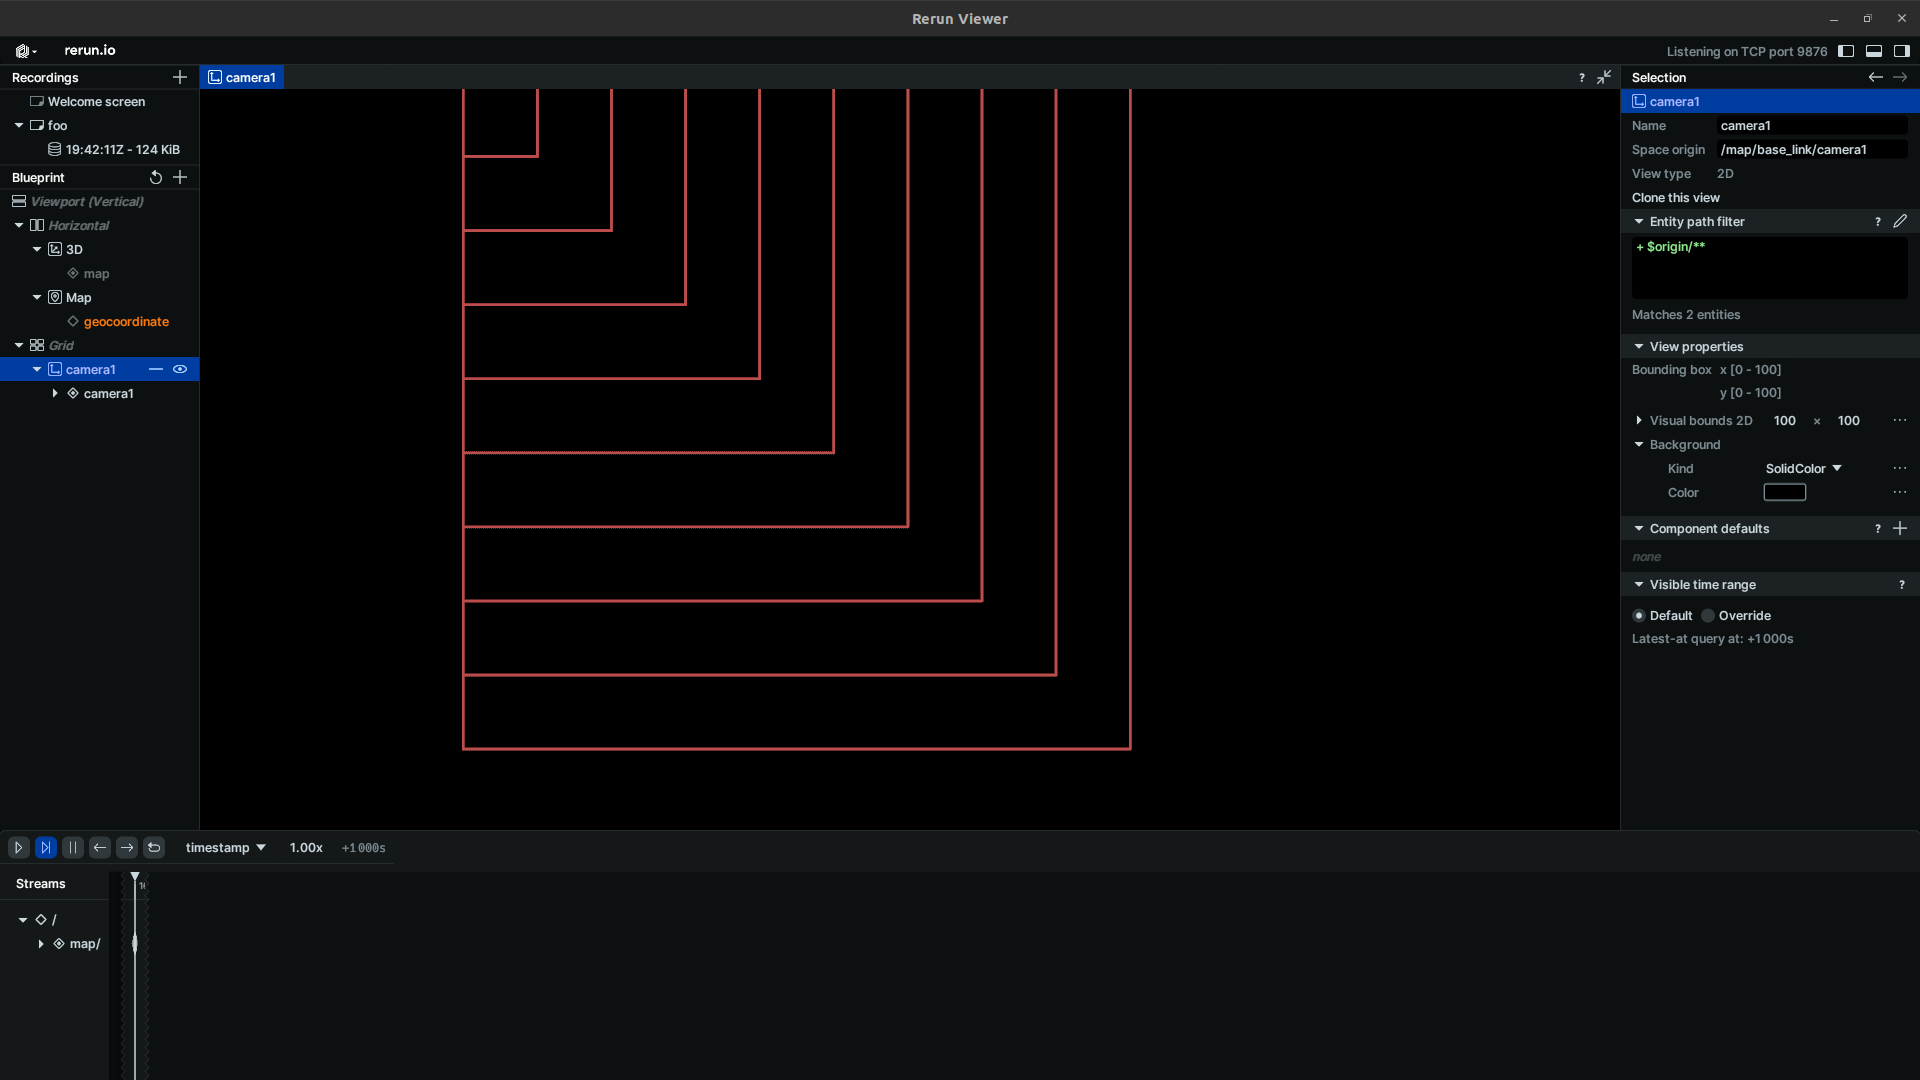 Rerun Viewer
rerun.io
Listening on TCP port 9876
Recordings
Welcome screen
foo
19:42:11Z - 124 KiB
Blueprint
Viewport (Vertical)
Horizontal
3D
map
Map
geocoordinate
Grid
camera1
camera1
camera1
?
Selection
camera1
Name camera1
Space origin /map/base_link/camera1
View type 2D
Clone this view
Entity path filter ?
+ $origin/**
Matches 2 entities
View properties
Bounding box x [0 - 100]
y [0 - 100]
Visual bounds 2D 100 × 100 ...
Background
Kind SolidColor ...
Color ...
Component defaults ?
none
Visible time range ?
Default Override
Latest-at query at: +1 000s
timestamp 1.00x +1 000s
Streams
/
map/